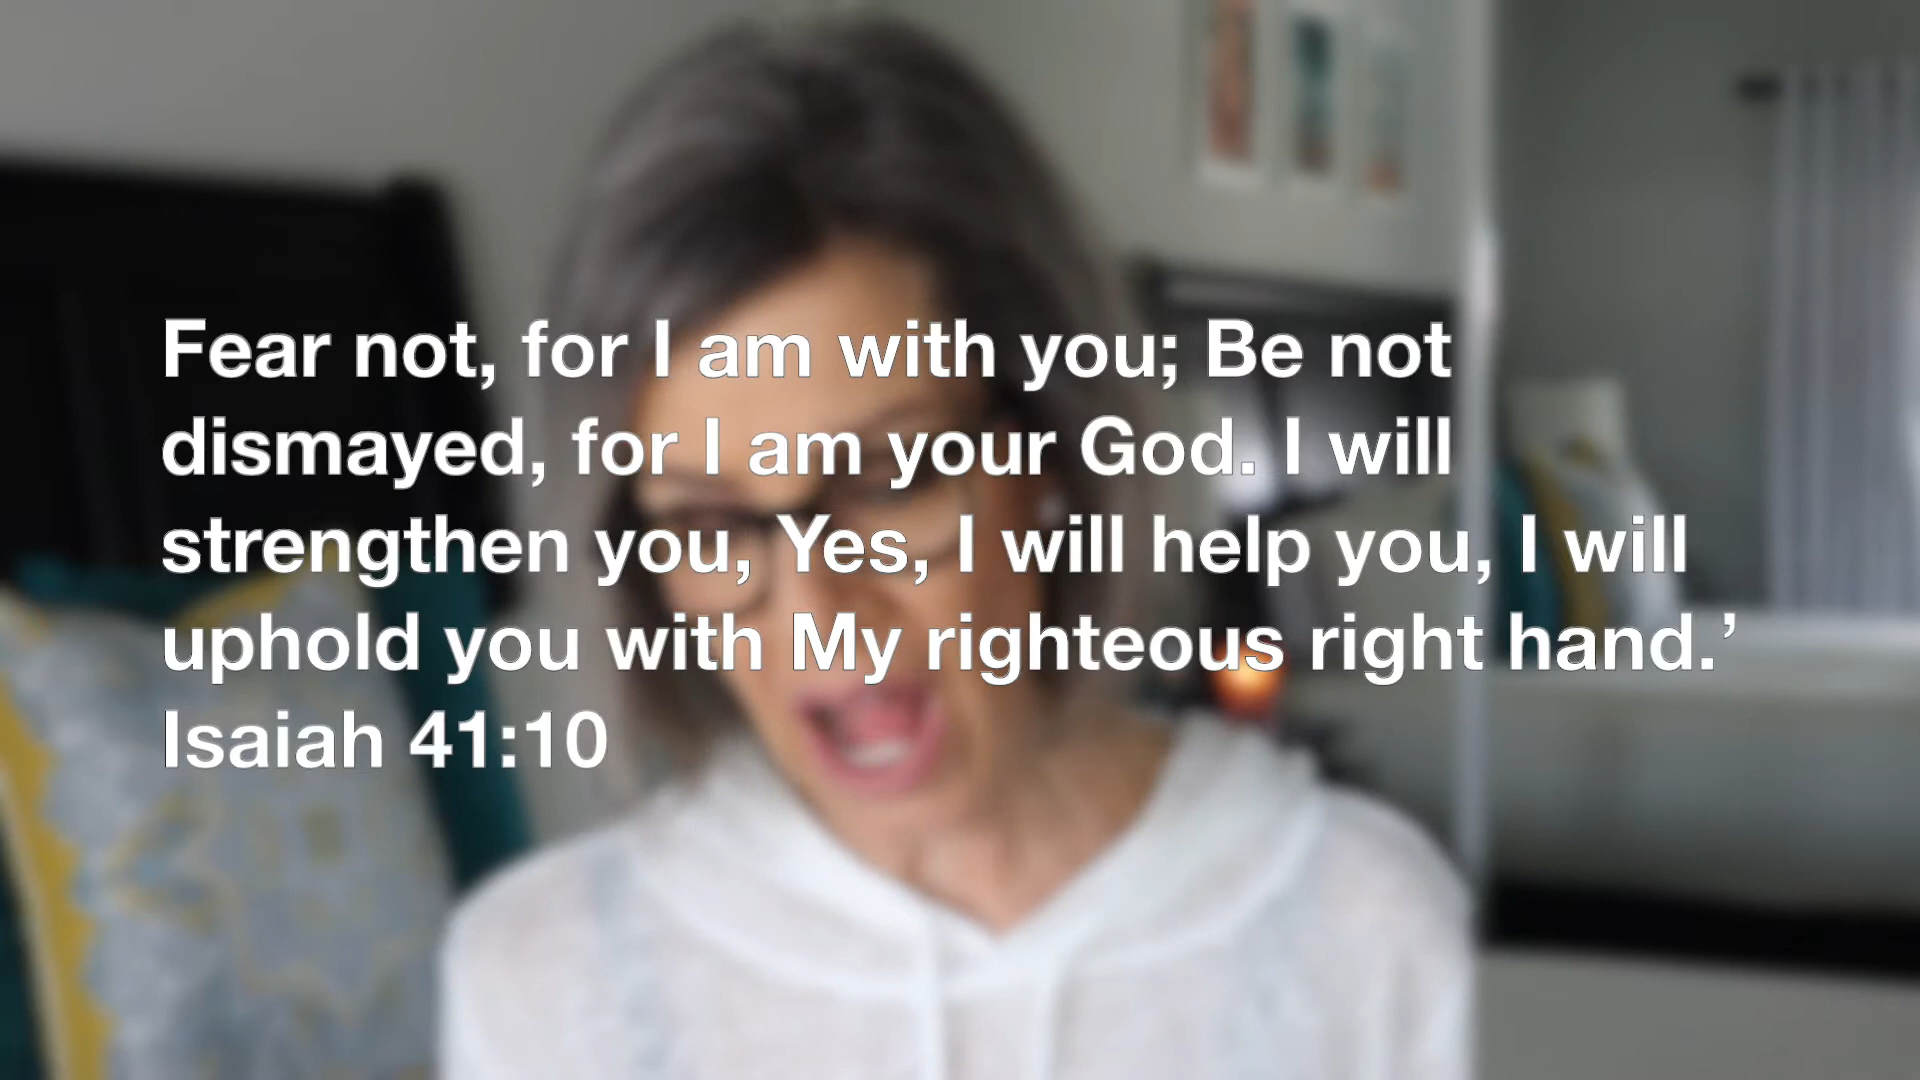 Fear not, for I am with you; Be not
dismayed, for I am your God. I will
strengthen you, Yes, I will help you, I will
uphold you with My righteous right hand.’
Isaiah 41:10